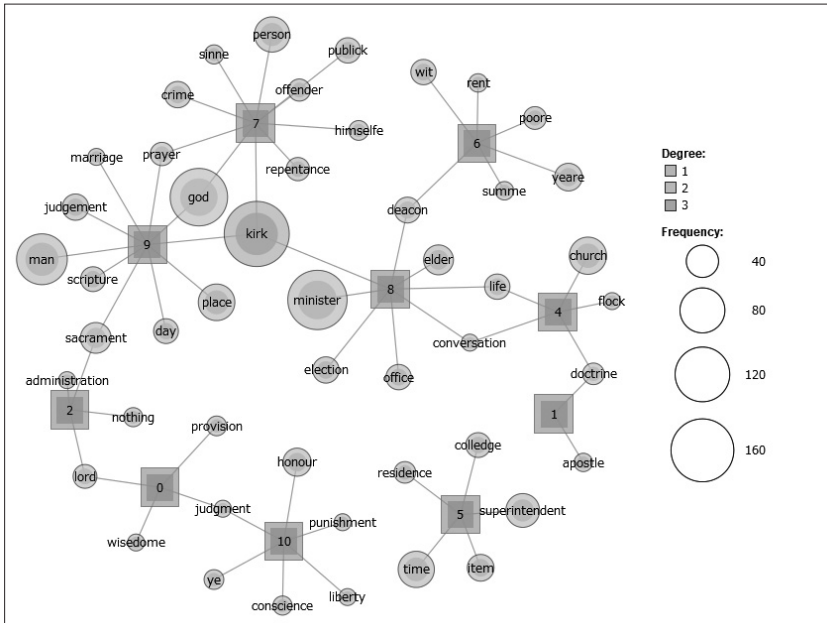 person
sinne
publick
wit
rent
crime
offender
poore
7
himselfe
6
marriage
prayer
repentance
yeare
summe
god
deacon
judgement
kirk
9
man
elder
church
scripture
8
life
place
minister
flock
4
sacrament
day
conversation
election
office
doctrine
administration
2
nothing
1
provision
colledge
honour
apostle
lord
residence
0
judgment
superintendent
punishment
5
wisedome
10
time
item
ye
liberty
conscience
Degree:
1
2
3
Frequency:
40
80
120
160